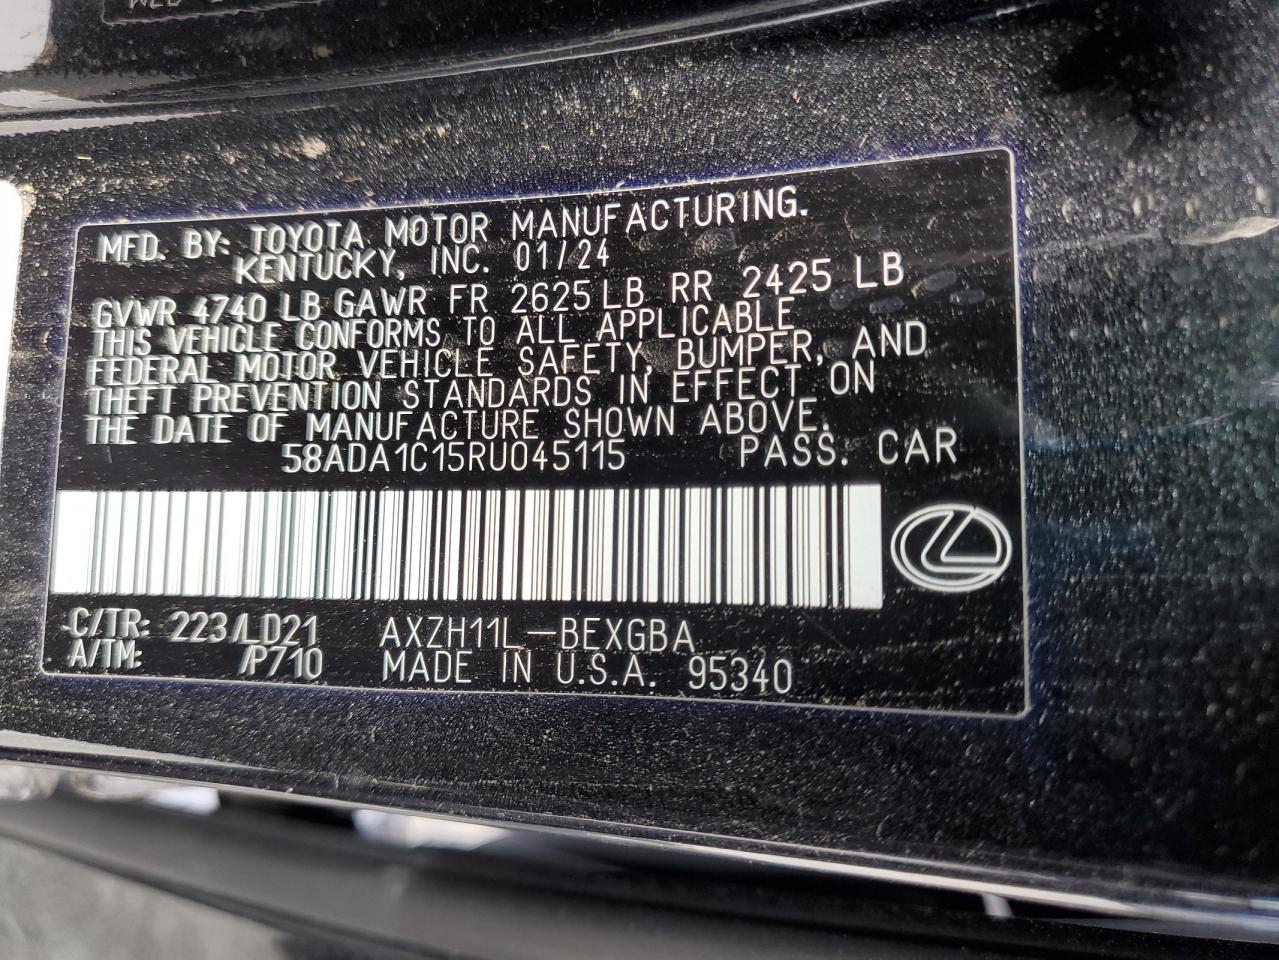 MFD. BY: TOYOTA MOTOR MANUFACTURING.
KENTUCKY, INC. 01/24
GVWR 4740 LB GAWR FR 2625 LB RR 2425 LB
THIS VEHICLE CONFORMS TO ALL APPLICABLE
FEDERAL MOTOR VEHICLE SAFETY, BUMPER, AND
THEFT PREVENTION STANDARDS IN EFFECT ON
THE DATE OF MANUFACTURE SHOWN ABOVE.
58ADA1C15RU045115 PASS. CAR
C/TR: 223/LD21 AXZH11L-BEXGBA
A/TM: /P710 MADE IN U.S.A. 95340